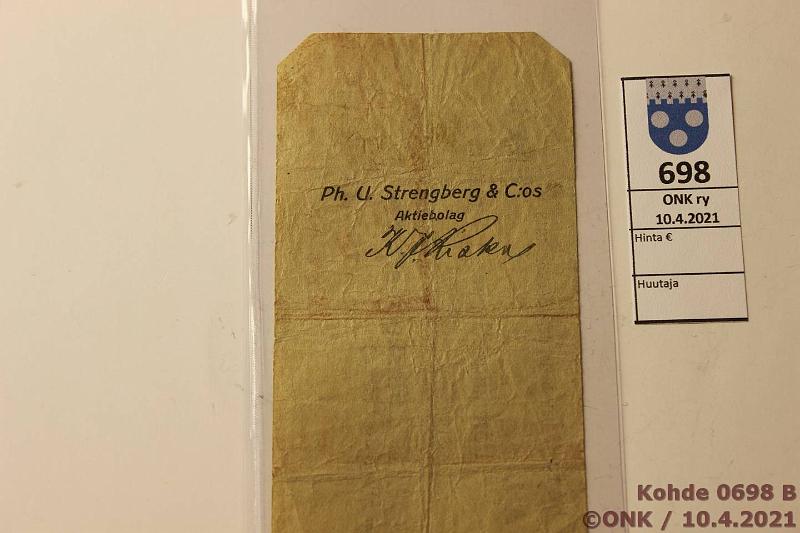 Ph. U. Strengberg & C:os
Aktiebolag
698
ONK ry
10.4.2021
Hinta €
Huutaja
Kohde 0698 B
©ONK / 10.4.2021